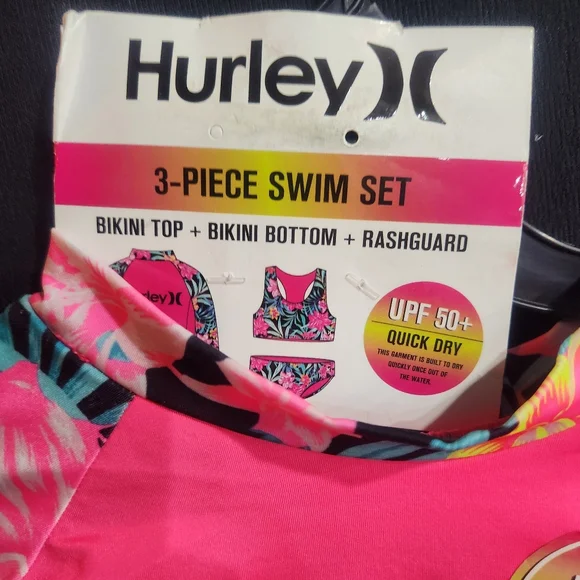 Hurley
3-PIECE SWIM SET
BIKINI TOP + BIKINI BOTTOM + RASHGUARD
ley
UPF 50+
QUICK DRY
THIS GARMENT IS BUILT TO DRY
QUICKLY ONCE OUT OF
THE WATER.